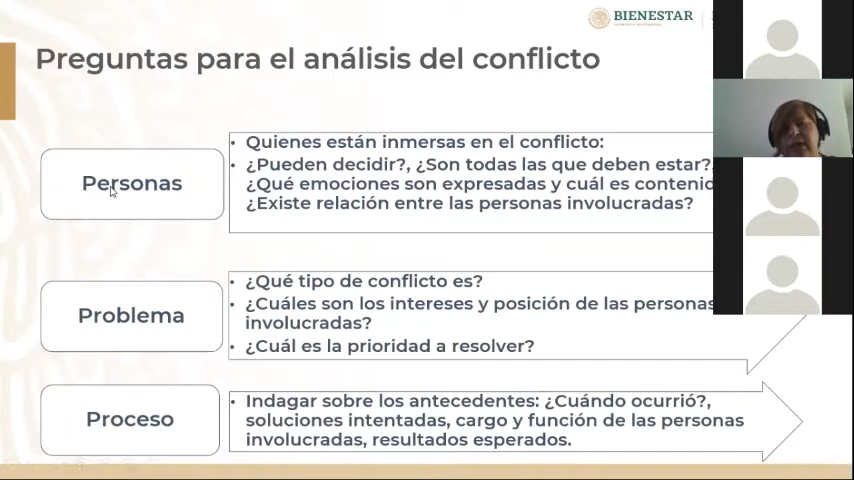 BIENESTAR
Preguntas para el análisis del conflicto
Personas
• Quienes están inmersas en el conflicto:
• ¿Pueden decidir?, ¿Son todas las que deben estar?,
¿Qué emociones son expresadas y cuál es
¿Existe relación entre las personas involucradas?
Problema
• ¿Qué tipo de conflicto es?
• ¿Cuáles son los intereses y posición de las personas
involucradas?
• ¿Cuál es la prioridad a resolver?
Proceso
• Indagar sobre los antecedentes: ¿Cuándo ocurrió?,
soluciones intentadas, cargo y función de las personas
involucradas, resultados esperados.